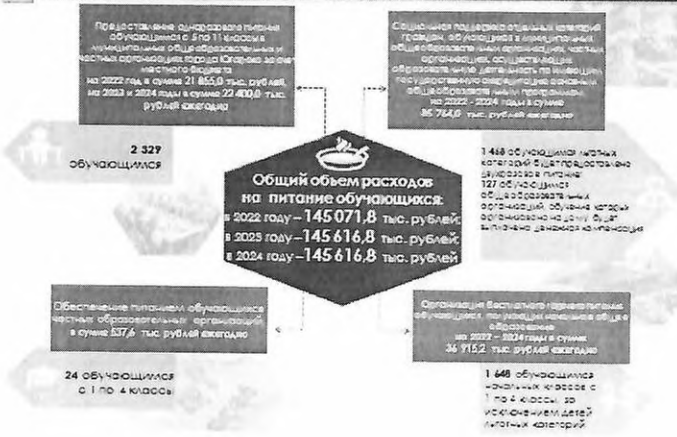 Предоставление одноразового питания
обучающимся с 5 по 11 классы в
муниципальных общеобразовательных и
частных организациях города Югорска за счет
местного бюджета
на 2022 год в сумме 21 855,0 тыс. рублей,
на 2023 и 2024 годы в сумме 22 400,0 тыс.
рублей ежегодно
Социальная поддержка отдельных категорий
граждан, обучающихся в муниципальных
общеобразовательных организациях, частных
организациях, осуществляющих
образовательную деятельность по имеющим
государственную аккредитацию основным
общеобразовательным программам
на 2022 - 2024 годы в сумме
тыс. рублей ежегодно
2 329
обучающимся
1 468 обучающимся льготных
категорий будет предоставлено
двухразовое питание;
127 обучающимся
общеобразовательных
организаций, обучение которых
организовано на дому, будет
выплачена денежная компенсация
Общий объем расходов
на питание обучающихся:
в 2022 году – 145 071,8 тыс. рублей;
в 2023 году – 145 616,8 тыс. рублей;
в 2024 году – 145 616,8 тыс. рублей
Обеспечение питанием обучающихся
частных образовательных организаций
в сумме 537,6 тыс. рублей ежегодно
Организация бесплатного горячего питания
обучающихся, получающих начальное общее
образование
на 2022 – 2024 годы в сумме
36 915,2 тыс. рублей ежегодно
24 обучающимся
с 1 по 4 классы
1 648 обучающимся
начальных классов с
1 по 4 классы, за
исключением детей
льготных категорий